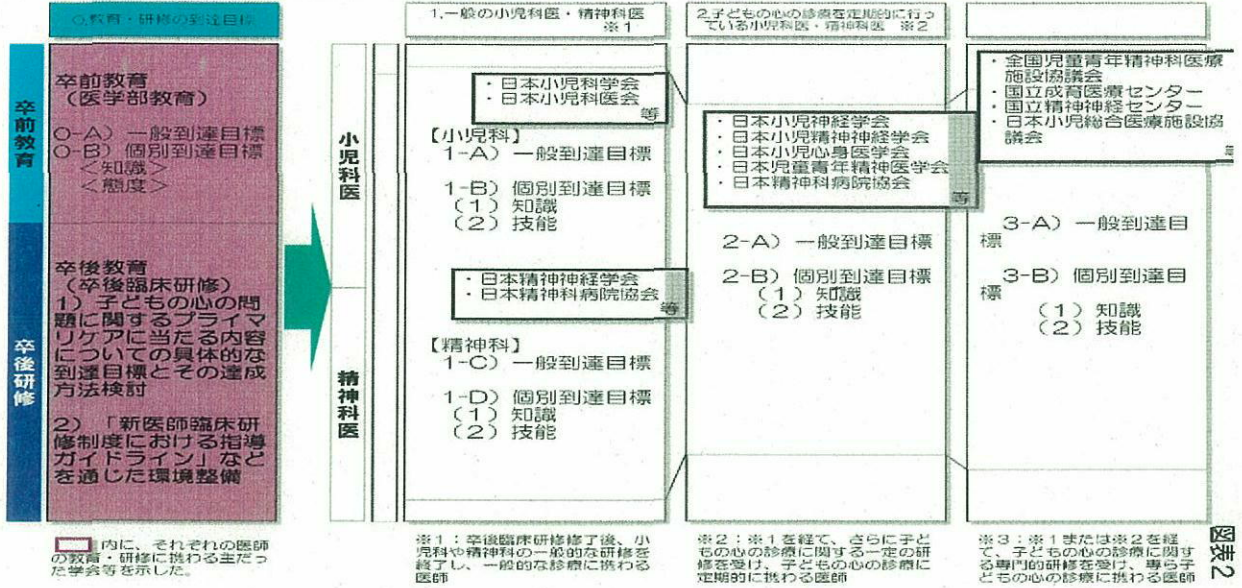 0.教育・研修の到達目標
卒前教育
卒後研修
卒前教育
(医学部教育)
0-A) 一般到達目標
0-B) 個別到達目標
<知識>
<態度>
卒後教育
(卒後臨床研修)
1) 子どもの心の問
題に関するプライマ
リケアに当たる内容
についての具体的な
到達目標とその達成
方法検討
2) 「新医師臨床研
修制度における指導
ガイドライン」など
を通じた環境整備
内に、それぞれの医師
の教育・研修に携わる主だっ
た学会等を示した。
小児科医
精神科医
1.一般の小児科医・精神科医
※1
・日本小児科学会
・日本小児科医会
等
【小児科】
1-A) 一般到達目標
1-B) 個別到達目標
(1) 知識
(2) 技能
・日本精神神経学会
・日本精神科病院協会
等
【精神科】
1-C) 一般到達目標
1-D) 個別到達目標
(1) 知識
(2) 技能
※1:卒後臨床研修修了後、小
児科や精神科の一般的な研修を
終了し、一般的な診療に携わる
医師
2.子どもの心の診療を定期的に行っ
ている小児科医・精神科医 ※2
・日本小児神経学会
・日本小児精神神経学会
・日本小児心身医学会
・日本児童青年精神医学会
・日本精神科病院協会
等
2-A) 一般到達目標
2-B) 個別到達目標
(1) 知識
(2) 技能
※2:※1を経て、さらに子ど
もの心の診療に関する一定の研
修を受け、子どもの心の診療に
定期的に携わる医師
・全国児童青年精神科医療
施設協議会
・国立成育医療センター
・国立精神神経センター
・日本小児総合医療施設協
議会
等
3-A) 一般到達目
標
3-B) 個別到達目
標
(1) 知識
(2) 技能
※3:※1または※2を経
て、子どもの心の診療に関す
る専門的研修を受け、専ら子
どもの心の診療に携わる医師
図表2